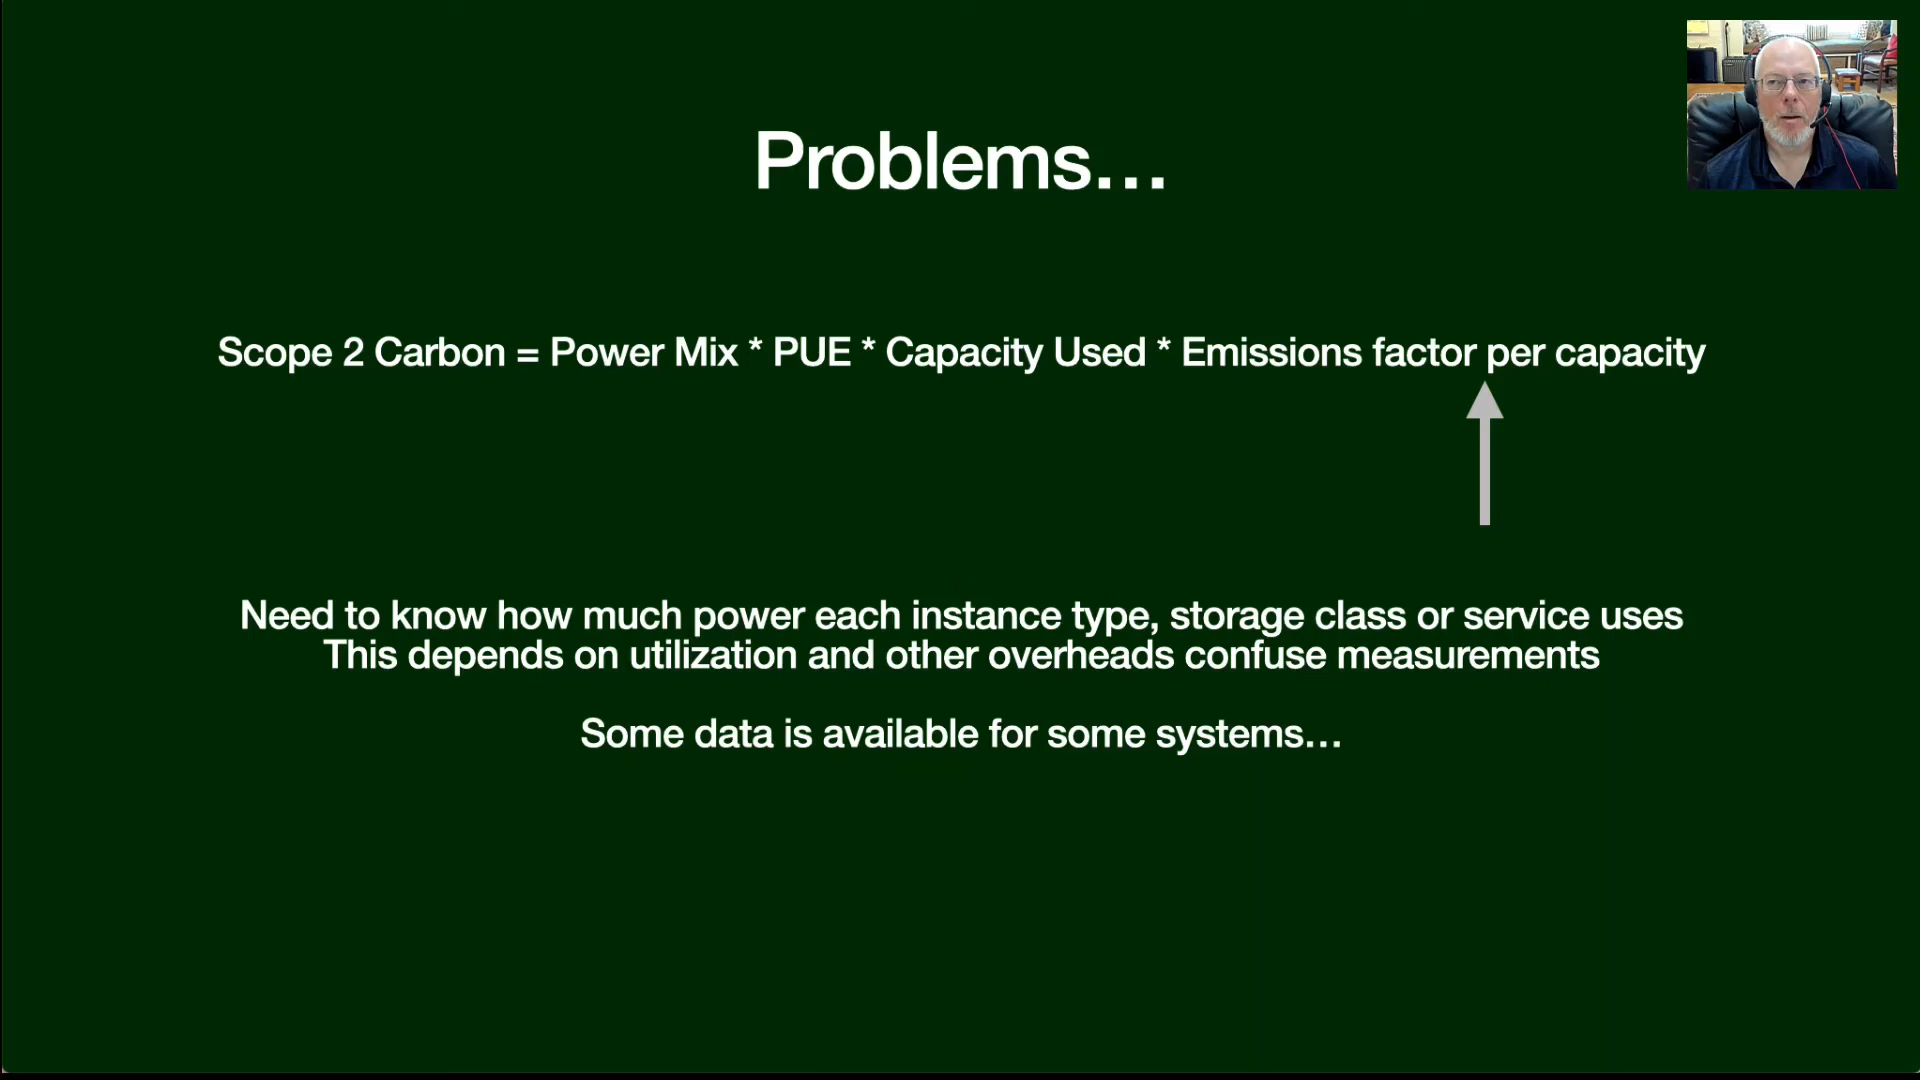 Problems…
Scope 2 Carbon = Power Mix * PUE * Capacity Used * Emissions factor per capacity
Need to know how much power each instance type, storage class or service uses
This depends on utilization and other overheads confuse measurements
Some data is available for some systems…